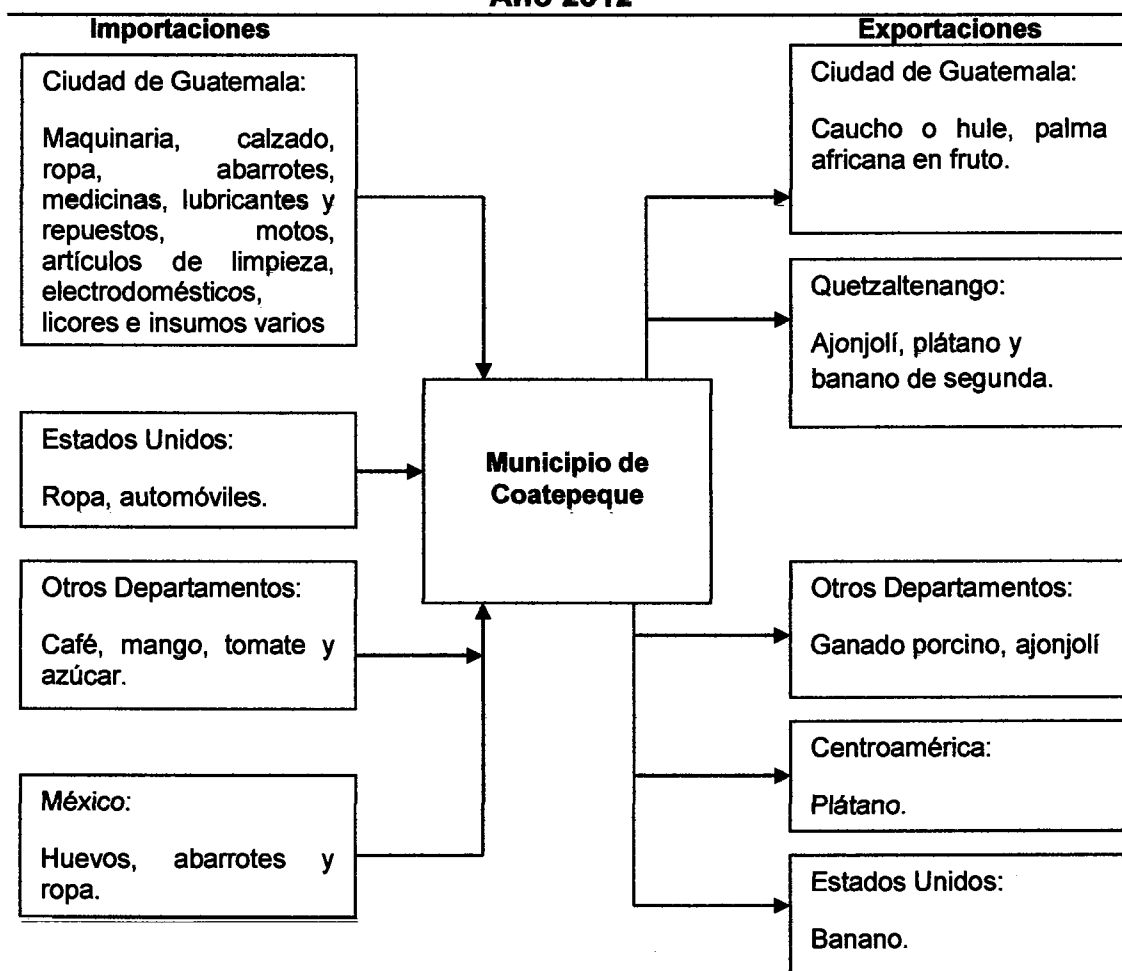 Año 2012
Importaciones
Exportaciones
Ciudad de Guatemala:
Maquinaria, calzado,
ropa, abarrotes,
medicinas, lubricantes y
repuestos, motos,
artículos de limpieza,
electrodomésticos,
licores e insumos varios
Estados Unidos:
Ropa, automóviles.
Otros Departamentos:
Café, mango, tomate y
azúcar.
México:
Huevos, abarrotes y
ropa.
Municipio de
Coatepeque
Ciudad de Guatemala:
Caucho o hule, palma
africana en fruto.
Quetzaltenango:
Ajonjolí, plátano y
banano de segunda.
Otros Departamentos:
Ganado porcino, ajonjolí
Centroamérica:
Plátano.
Estados Unidos:
Banano.